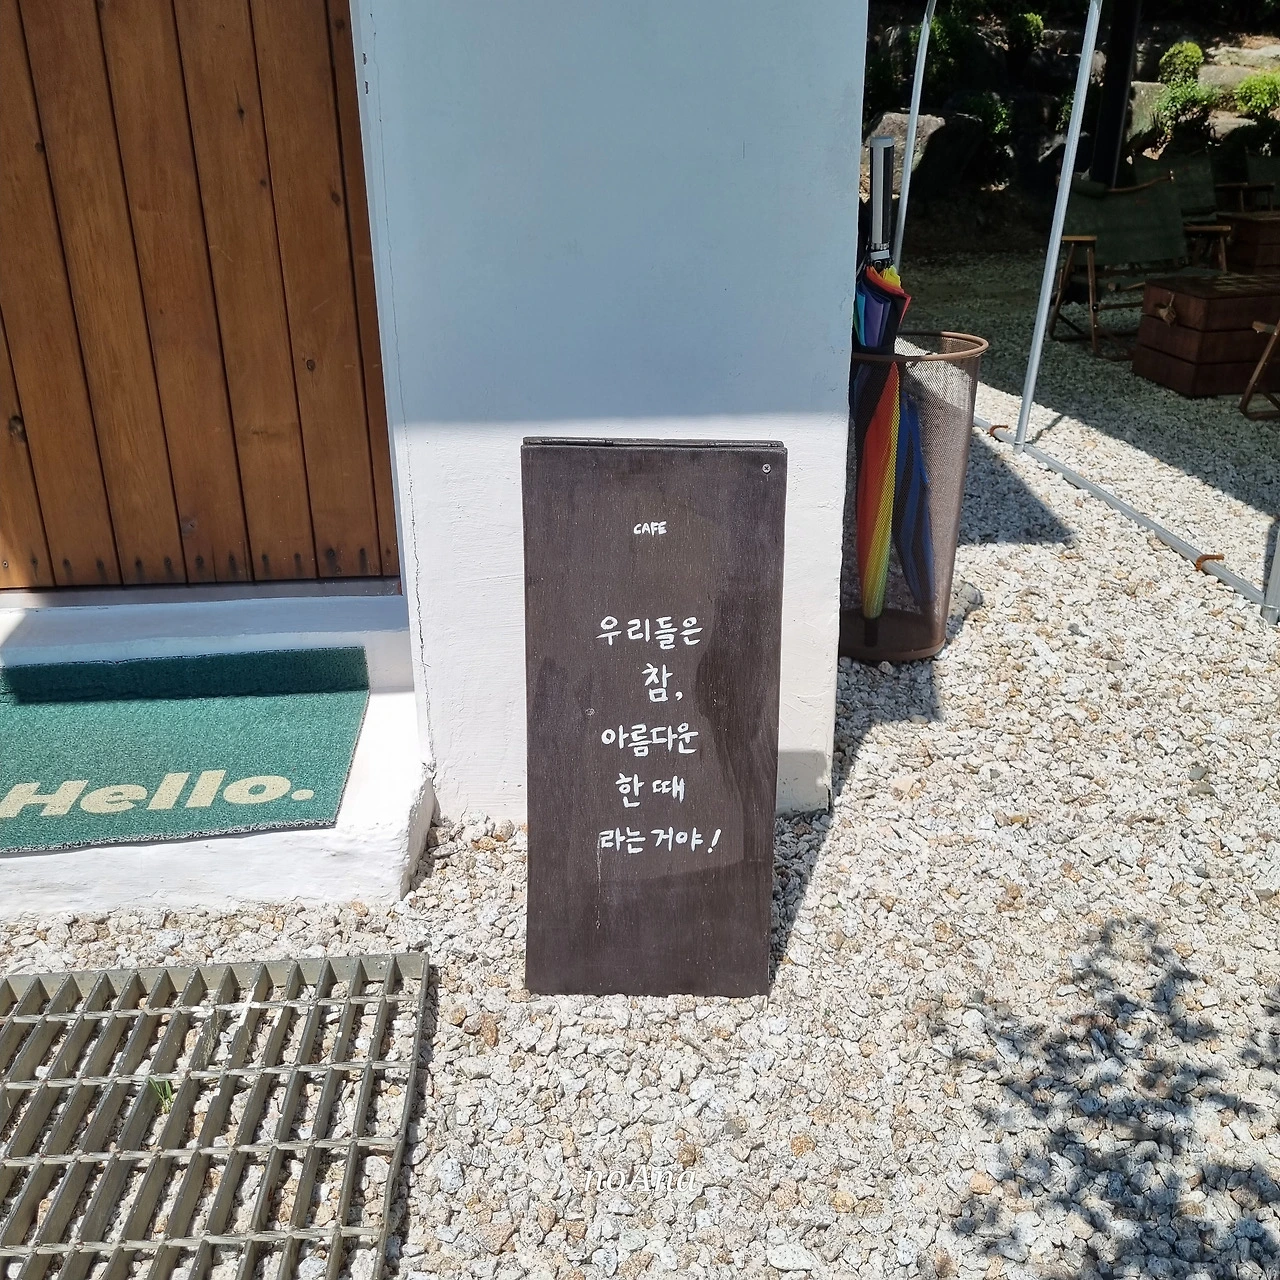 CAFE
우리들은
참,
아름다운
한 때
라는 거야!
Hello.
noAna